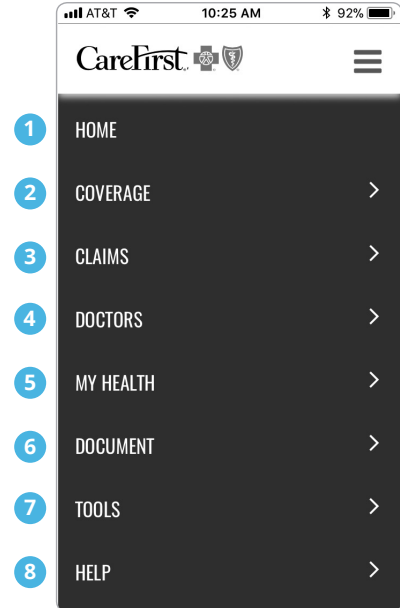 AT&T 10:25 AM 92%
CareFirst
1 HOME
2 COVERAGE
3 CLAIMS
4 DOCTORS
5 MY HEALTH
6 DOCUMENT
7 TOOLS
8 HELP